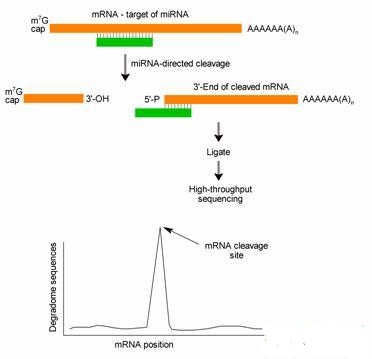 m7G
cap
mRNA - target of miRNA
AAAAAA(A)n
miRNA-directed cleavage
m7G
cap
3'-OH
5'-P
3'-End of cleaved mRNA
AAAAAA(A)n
Ligate
High-throughput
sequencing
mRNA cleavage
site
Degradome sequences
mRNA position